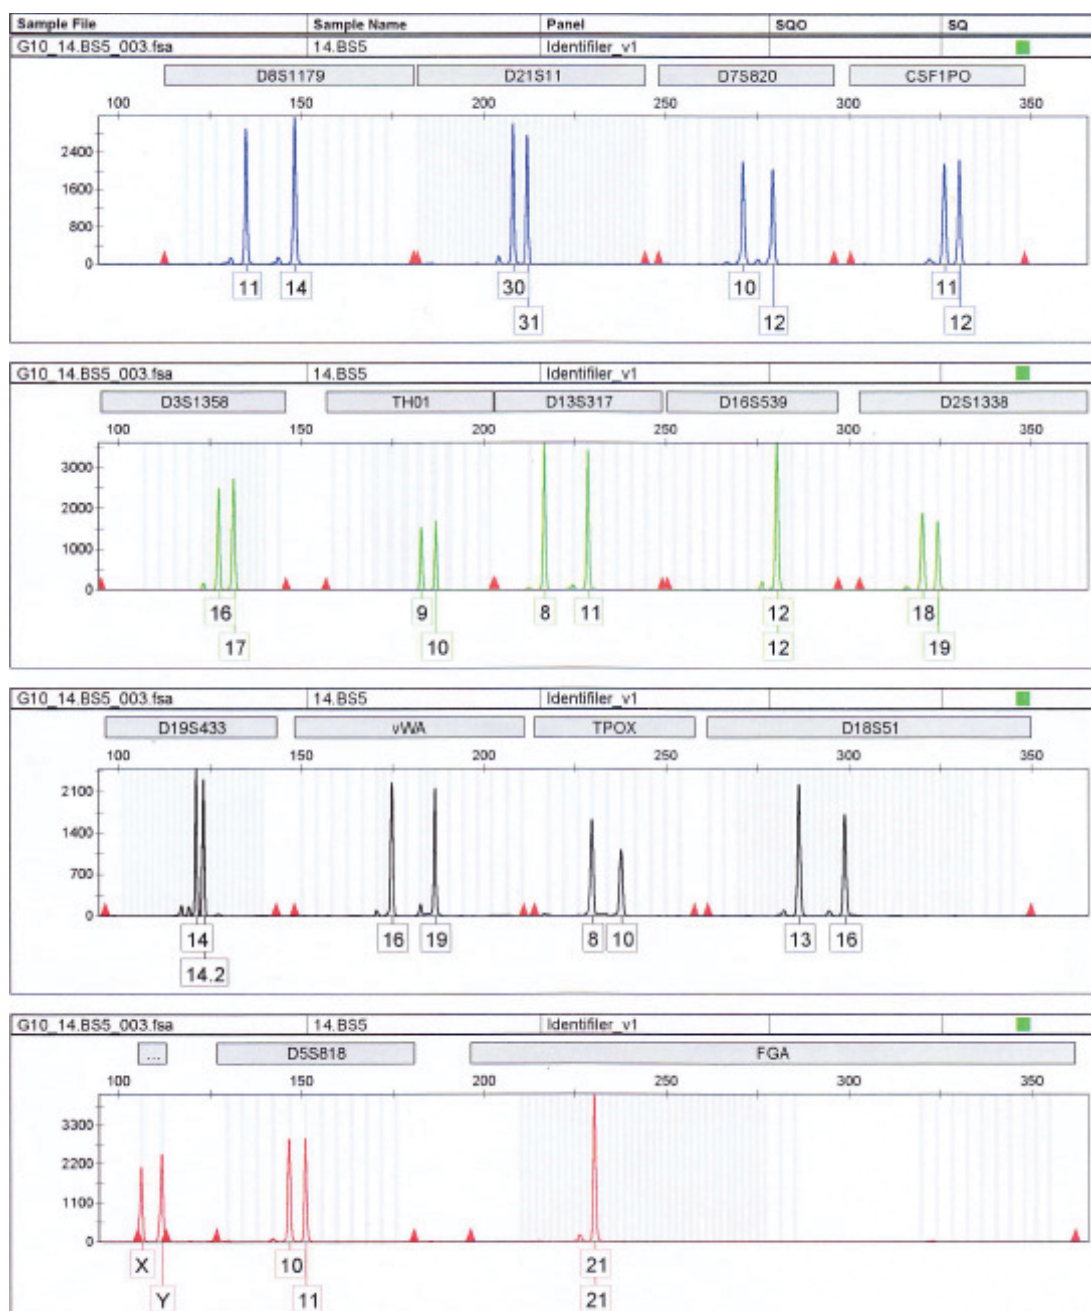 Sample File Sample Name Panel SQO SQ
G10_14.BS5_003.fsa 14.BS5 Identifiler_v1
D8S1179 D21S11 D7S820 CSF1PO
100 150 200 250 300 350
2400
1600
800
0
11 14 30 10 11
31 12 12
G10_14.BS5_003.fsa 14.BS5 Identifiler_v1
D3S1358 TH01 D13S317 D16S539 D2S1338
100 150 200 250 300 350
3000
2000
1000
0
16 9 8 11 12 18
17 10 12 19
G10_14.BS5_003.fsa 14.BS5 Identifiler_v1
D19S433 vWA TPOX D18S51
100 150 200 250 300 350
2100
1400
700
0
14 16 19 8 10 13 16
14.2
G10_14.BS5_003.fsa 14.BS5 Identifiler_v1
... D5S818 FGA
100 150 200 250 300 350
3300
2200
1100
0
X 10 21
Y 11 21